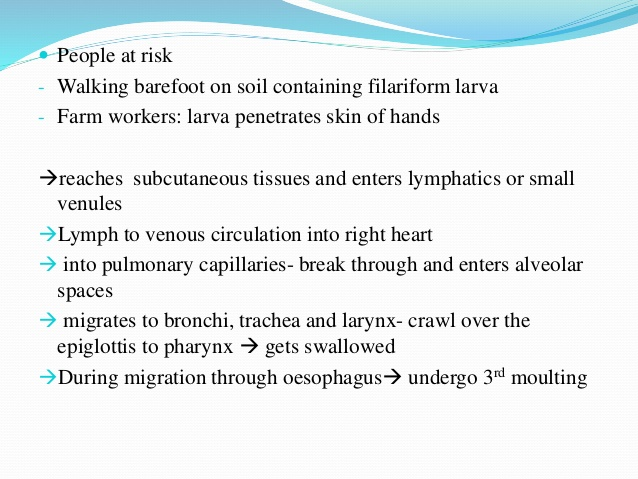 • People at risk
- Walking barefoot on soil containing filariform larva
- Farm workers: larva penetrates skin of hands
→reaches subcutaneous tissues and enters lymphatics or small
venules
→Lymph to venous circulation into right heart
→ into pulmonary capillaries- break through and enters alveolar
spaces
→ migrates to bronchi, trachea and larynx- crawl over the
epiglottis to pharynx → gets swallowed
→During migration through oesophagus→ undergo 3rd moulting